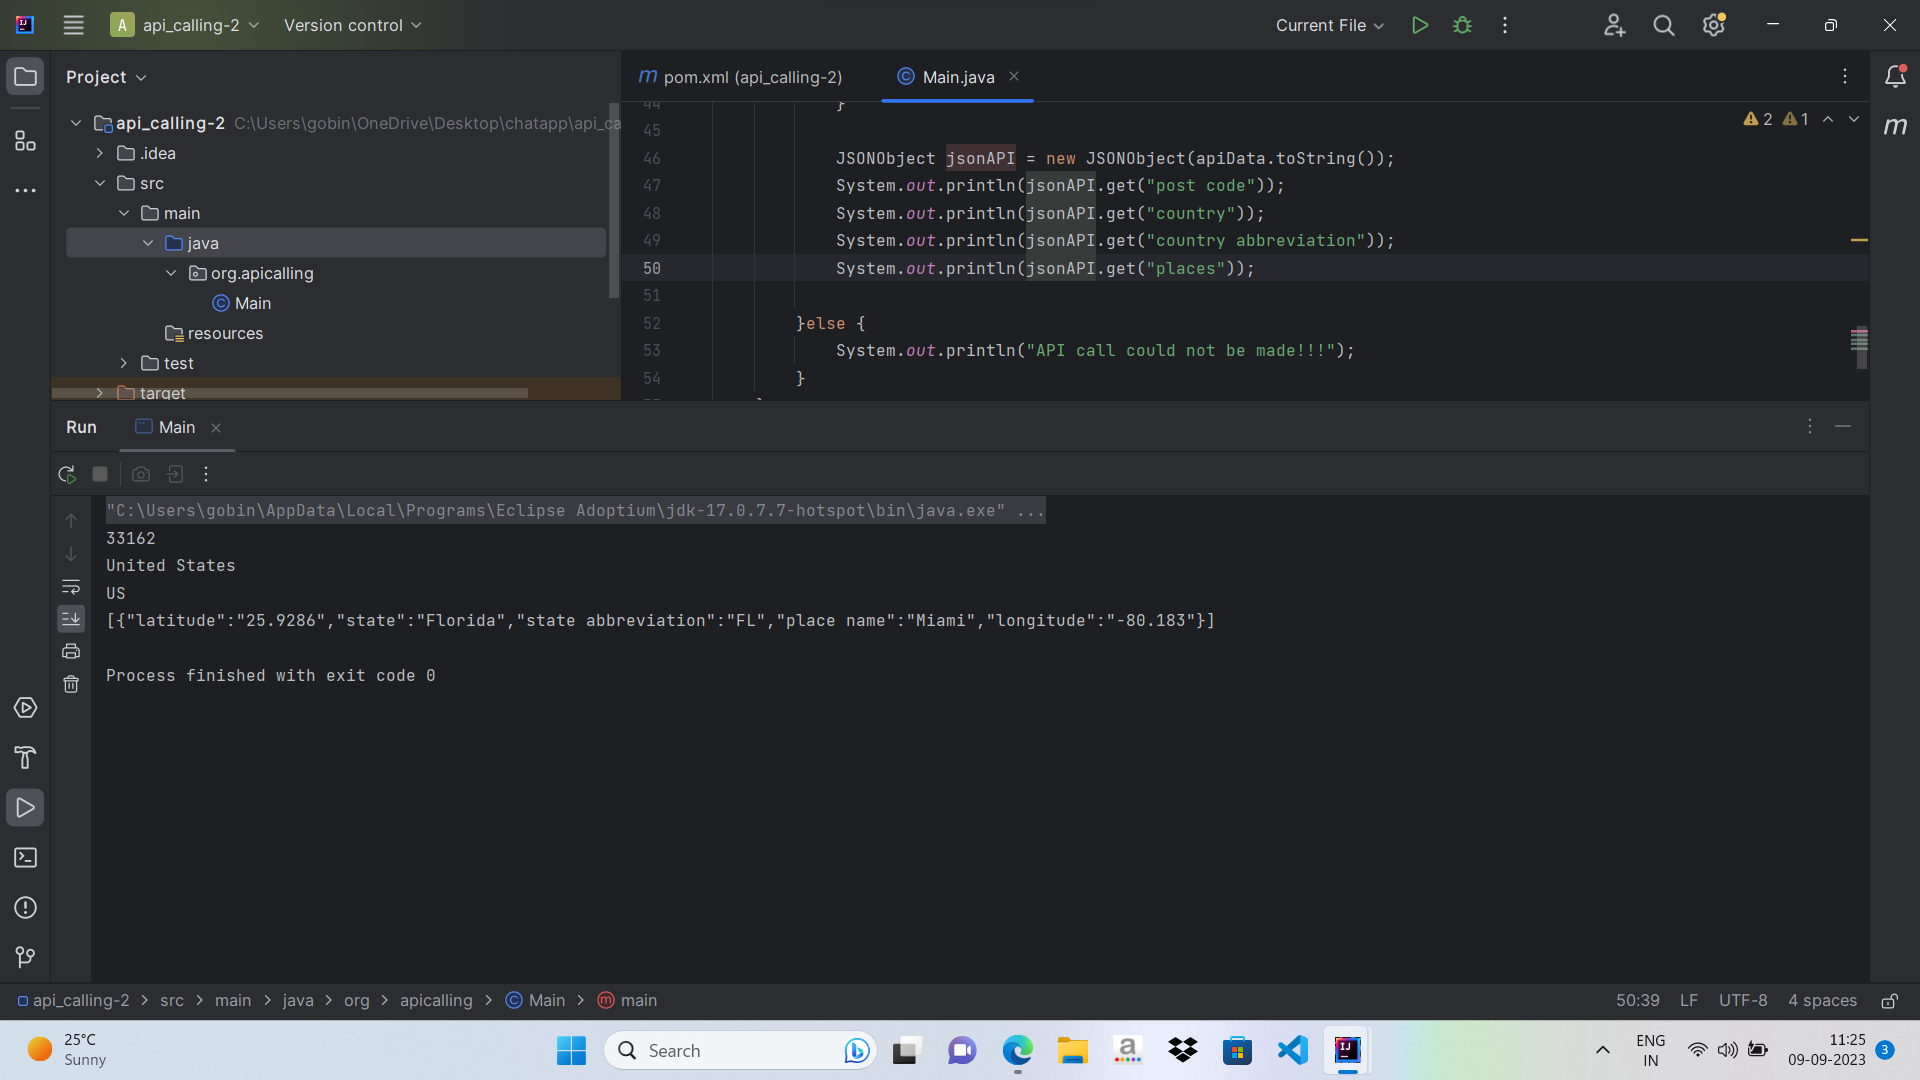 A api_calling-2 Version control Current File
Project
pom.xml (api_calling-2) Main.java
api_calling-2 C:\Users\gobin\OneDrive\Desktop\chatapp\api_ca
.idea
src
main
java
org.apicalling
Main
resources
test
target
2 1
44 }
45
46 JSONObject jsonAPI = new JSONObject(apiData.toString());
47 System.out.println(jsonAPI.get("post code"));
48 System.out.println(jsonAPI.get("country"));
49 System.out.println(jsonAPI.get("country abbreviation"));
50 System.out.println(jsonAPI.get("places"));
51
52 }else {
53 System.out.println("API call could not be made!!!");
54 }
Run Main
"C:\Users\gobin\AppData\Local\Programs\Eclipse Adoptium\jdk-17.0.7.7-hotspot\bin\java.exe" ...
33162
United States
US
[{"latitude":"25.9286","state":"Florida","state abbreviation":"FL","place name":"Miami","longitude":"-80.183"}]
Process finished with exit code 0
api_calling-2 > src > main > java > org > apicalling > Main > main 50:39 LF UTF-8 4 spaces
25°C
Sunny
Search
ENG
IN
11:25
09-09-2023
3